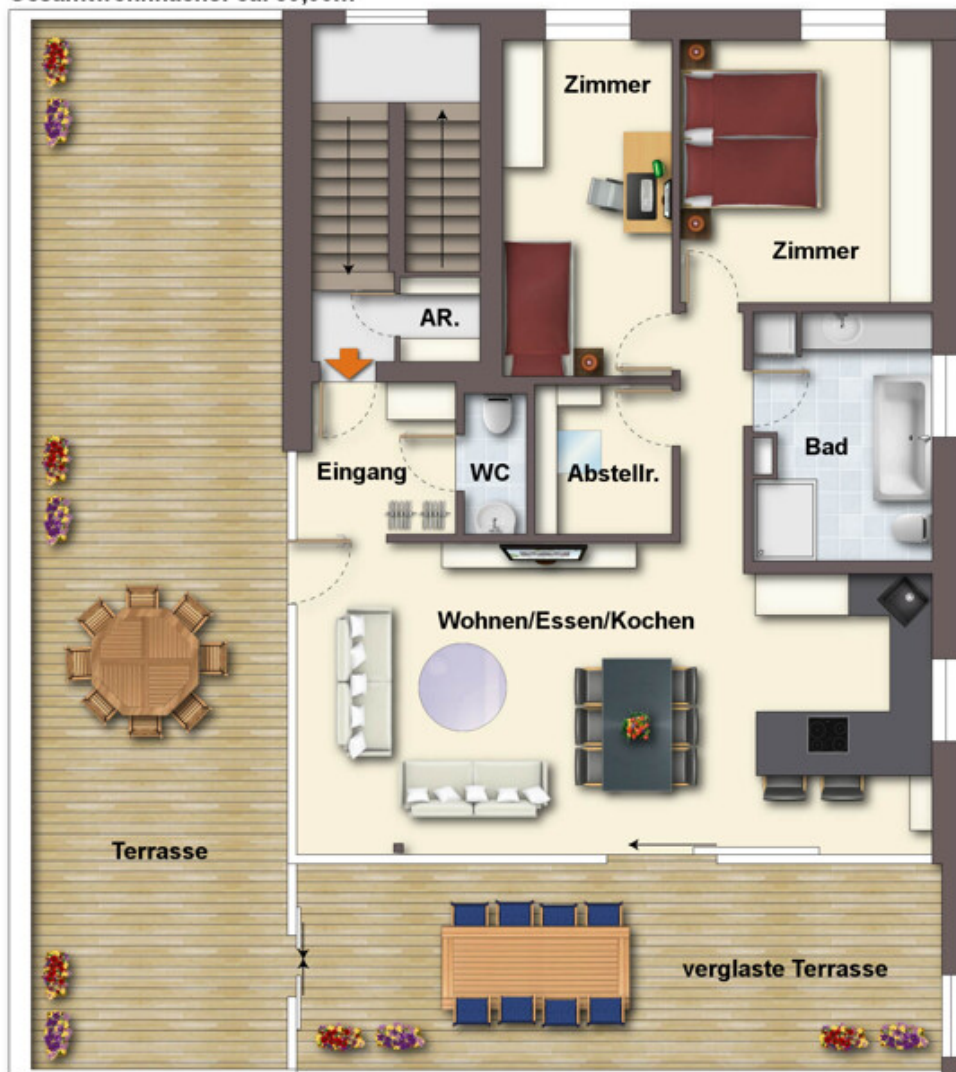 Zimmer
Zimmer
AR.
Eingang
WC
Abstellr.
Bad
Wohnen/Essen/Kochen
Terrasse
verglaste Terrasse